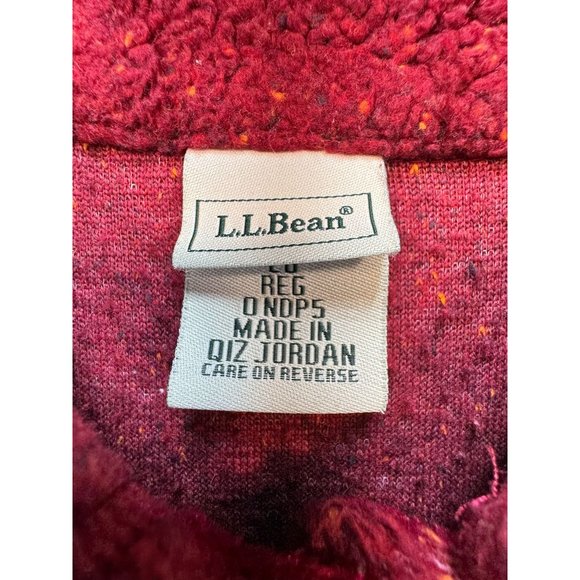 L.L.Bean®
REG
0 NDP5
MADE IN
QIZ JORDAN
CARE ON REVERSE